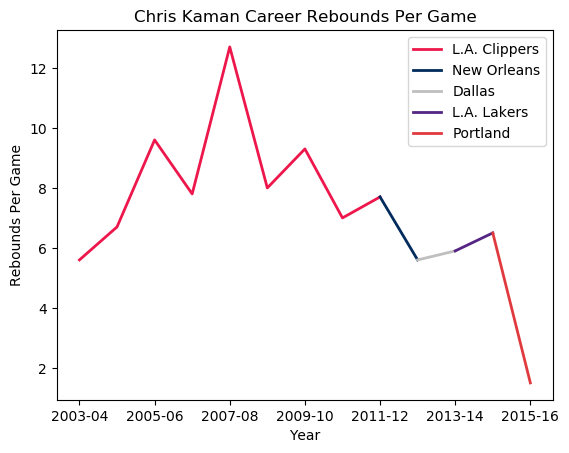 Chris Kaman Career Rebounds Per Game
L.A. Clippers
New Orleans
Dallas
L.A. Lakers
Portland
12
10
8
6
4
2
Rebounds Per Game
2003-04 2005-06 2007-08 2009-10 2011-12 2013-14 2015-16
Year